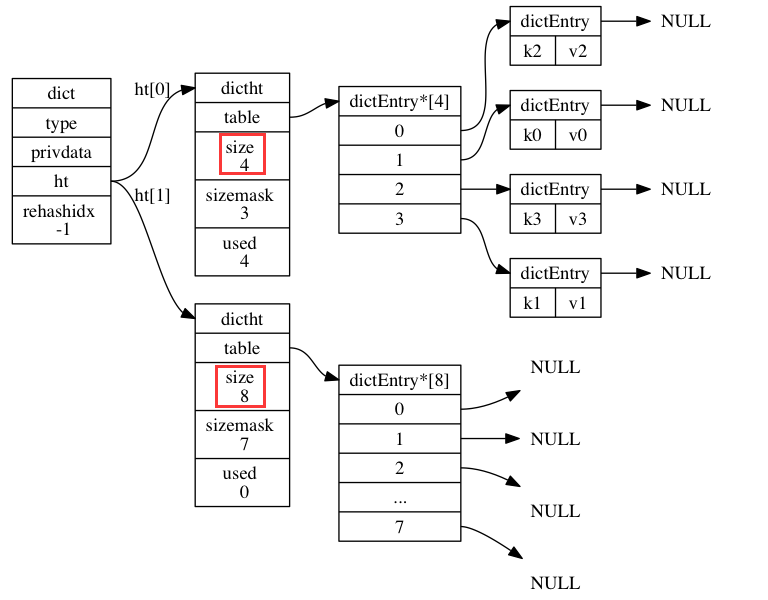 dict
type
privdata
ht
rehashidx
-1
ht[0]
ht[1]
dictht
table
size
4
sizemask
3
used
4
dictEntry*[4]
0
1
2
3
dictEntry
k2 v2
NULL
dictEntry
k0 v0
NULL
dictEntry
k3 v3
NULL
dictEntry
k1 v1
NULL
dictht
table
size
8
sizemask
7
used
0
dictEntry*[8]
0
1
2
...
7
NULL
NULL
NULL
NULL